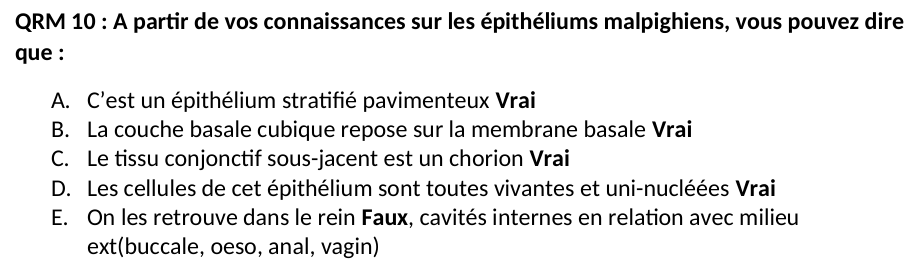 QRM 10 : A partir de vos connaissances sur les épithéliums malpighiens, vous pouvez dire
que :
A. C’est un épithélium stratifié pavimenteux Vrai
B. La couche basale cubique repose sur la membrane basale Vrai
C. Le tissu conjonctif sous-jacent est un chorion Vrai
D. Les cellules de cet épithélium sont toutes vivantes et uni-nucléées Vrai
E. On les retrouve dans le rein Faux, cavités internes en relation avec milieu
ext(buccale, oeso, anal, vagin)